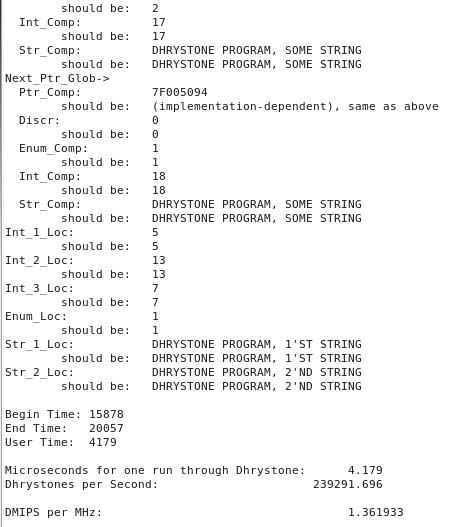 should be:   2
Int_Comp:          17
should be:   17
Str_Comp:          DHRYSTONE PROGRAM, SOME STRING
should be:   DHRYSTONE PROGRAM, SOME STRING
Next_Ptr_Glob->
Ptr_Comp:          7F005094
should be:   (implementation-dependent), same as above
Discr:             0
should be:   0
Enum_Comp:         1
should be:   1
Int_Comp:          18
should be:   18
Str_Comp:          DHRYSTONE PROGRAM, SOME STRING
should be:   DHRYSTONE PROGRAM, SOME STRING
Int_1_Loc:           5
should be:   5
Int_2_Loc:           13
should be:   13
Int_3_Loc:           7
should be:   7
Enum_Loc:            1
should be:   1
Str_1_Loc:           DHRYSTONE PROGRAM, 1'ST STRING
should be:   DHRYSTONE PROGRAM, 1'ST STRING
Str_2_Loc:           DHRYSTONE PROGRAM, 2'ND STRING
should be:   DHRYSTONE PROGRAM, 2'ND STRING
Begin Time: 15878
End Time:   20057
User Time:  4179
Microseconds for one run through Dhrystone:      4.179
Dhrystones per Second:                      239291.696
DMIPS per MHz:                                   1.361933